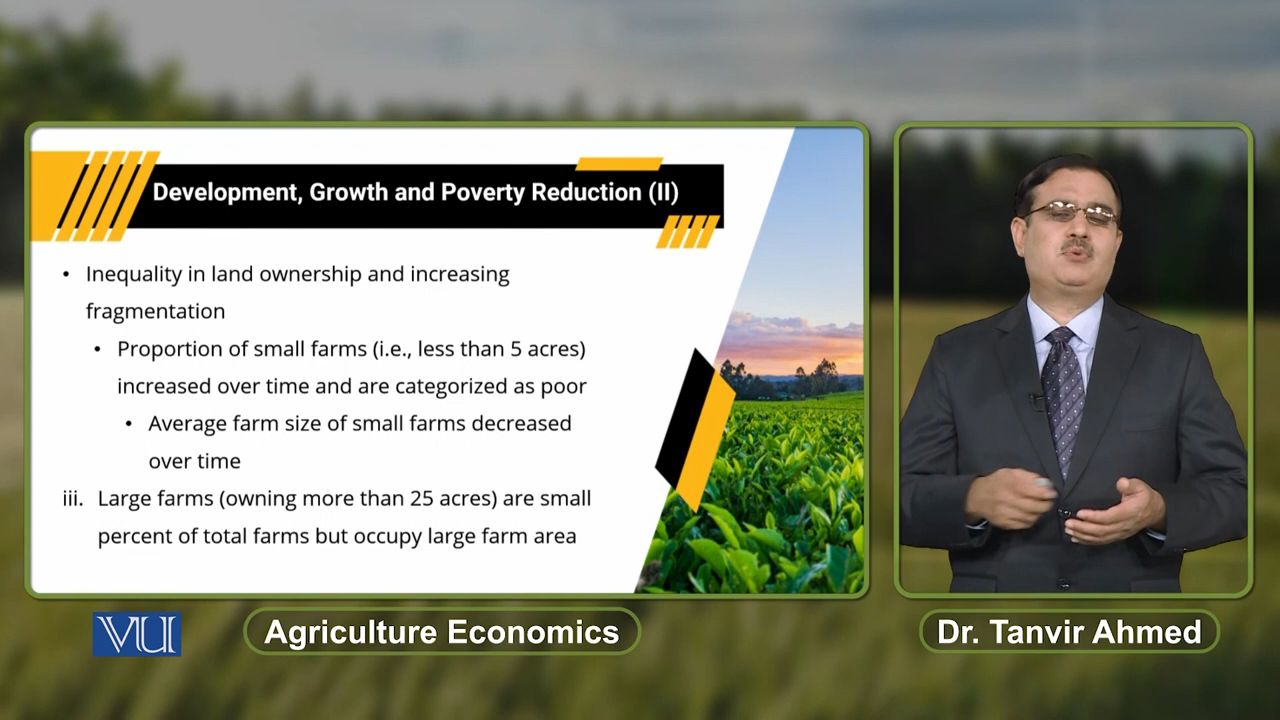 Development, Growth and Poverty Reduction (II)
• Inequality in land ownership and increasing
fragmentation
• Proportion of small farms (i.e., less than 5 acres)
increased over time and are categorized as poor
• Average farm size of small farms decreased
over time
iii. Large farms (owning more than 25 acres) are small
percent of total farms but occupy large farm area
VU
Agriculture Economics
Dr. Tanvir Ahmed